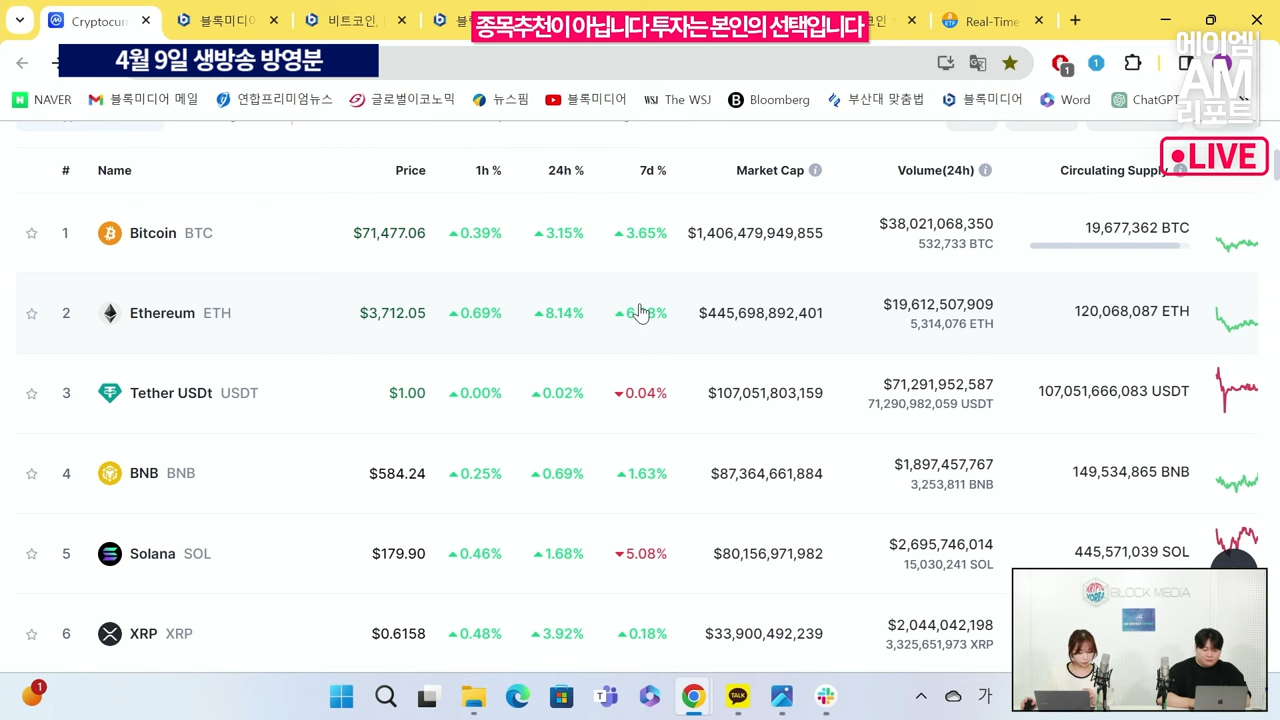 종목추천이 아닙니다 투자는 본인의 선택입니다
4월 9일 생방송 방영분
에이엠
AM
리포트
LIVE
Cryptocurr
블록미디
비트코인,
Real-Time
NAVER
블록미디어 메일
연합프리미엄뉴스
글로벌이코노믹
뉴스핌
블록미디어
WSJ The WSJ
Bloomberg
부산대 맞춤법
블록미디어
Word
ChatGPT
# Name Price 1h % 24h % 7d % Market Cap Volume(24h) Circulating Supply
1 Bitcoin BTC $71,477.06 0.39% 3.15% 3.65% $1,406,479,949,855 $38,021,068,350 19,677,362 BTC
532,733 BTC
2 Ethereum ETH $3,712.05 0.69% 8.14% $445,698,892,401 $19,612,507,909 120,068,087 ETH
5,314,076 ETH
3 Tether USDt USDT $1.00 0.00% 0.02% 0.04% $107,051,803,159 $71,291,952,587 107,051,666,083 USDT
71,290,982,059 USDT
4 BNB BNB $584.24 0.25% 0.69% 1.63% $87,364,661,884 $1,897,457,767 149,534,865 BNB
3,253,811 BNB
5 Solana SOL $179.90 0.46% 1.68% 5.08% $80,156,971,982 $2,695,746,014 445,571,039 SOL
15,030,241 SOL
6 XRP XRP $0.6158 0.48% 3.92% 0.18% $33,900,492,239 $2,044,042,198
3,325,651,973 XRP
BLOCK MEDIA
TALK
가